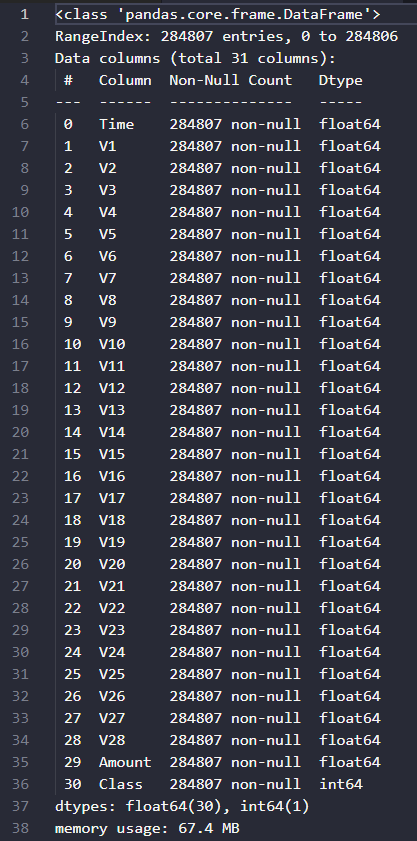 1 <class 'pandas.core.frame.DataFrame'>
2 RangeIndex: 284807 entries, 0 to 284806
3 Data columns (total 31 columns):
4  #   Column  Non-Null Count   Dtype
5 ---  ------  --------------   -----
6  0   Time    284807 non-null  float64
7  1   V1      284807 non-null  float64
8  2   V2      284807 non-null  float64
9  3   V3      284807 non-null  float64
10  4   V4      284807 non-null  float64
11  5   V5      284807 non-null  float64
12  6   V6      284807 non-null  float64
13  7   V7      284807 non-null  float64
14  8   V8      284807 non-null  float64
15  9   V9      284807 non-null  float64
16  10  V10     284807 non-null  float64
17  11  V11     284807 non-null  float64
18  12  V12     284807 non-null  float64
19  13  V13     284807 non-null  float64
20  14  V14     284807 non-null  float64
21  15  V15     284807 non-null  float64
22  16  V16     284807 non-null  float64
23  17  V17     284807 non-null  float64
24  18  V18     284807 non-null  float64
25  19  V19     284807 non-null  float64
26  20  V20     284807 non-null  float64
27  21  V21     284807 non-null  float64
28  22  V22     284807 non-null  float64
29  23  V23     284807 non-null  float64
30  24  V24     284807 non-null  float64
31  25  V25     284807 non-null  float64
32  26  V26     284807 non-null  float64
33  27  V27     284807 non-null  float64
34  28  V28     284807 non-null  float64
35  29  Amount  284807 non-null  float64
36  30  Class   284807 non-null  int64
37 dtypes: float64(30), int64(1)
38 memory usage: 67.4 MB